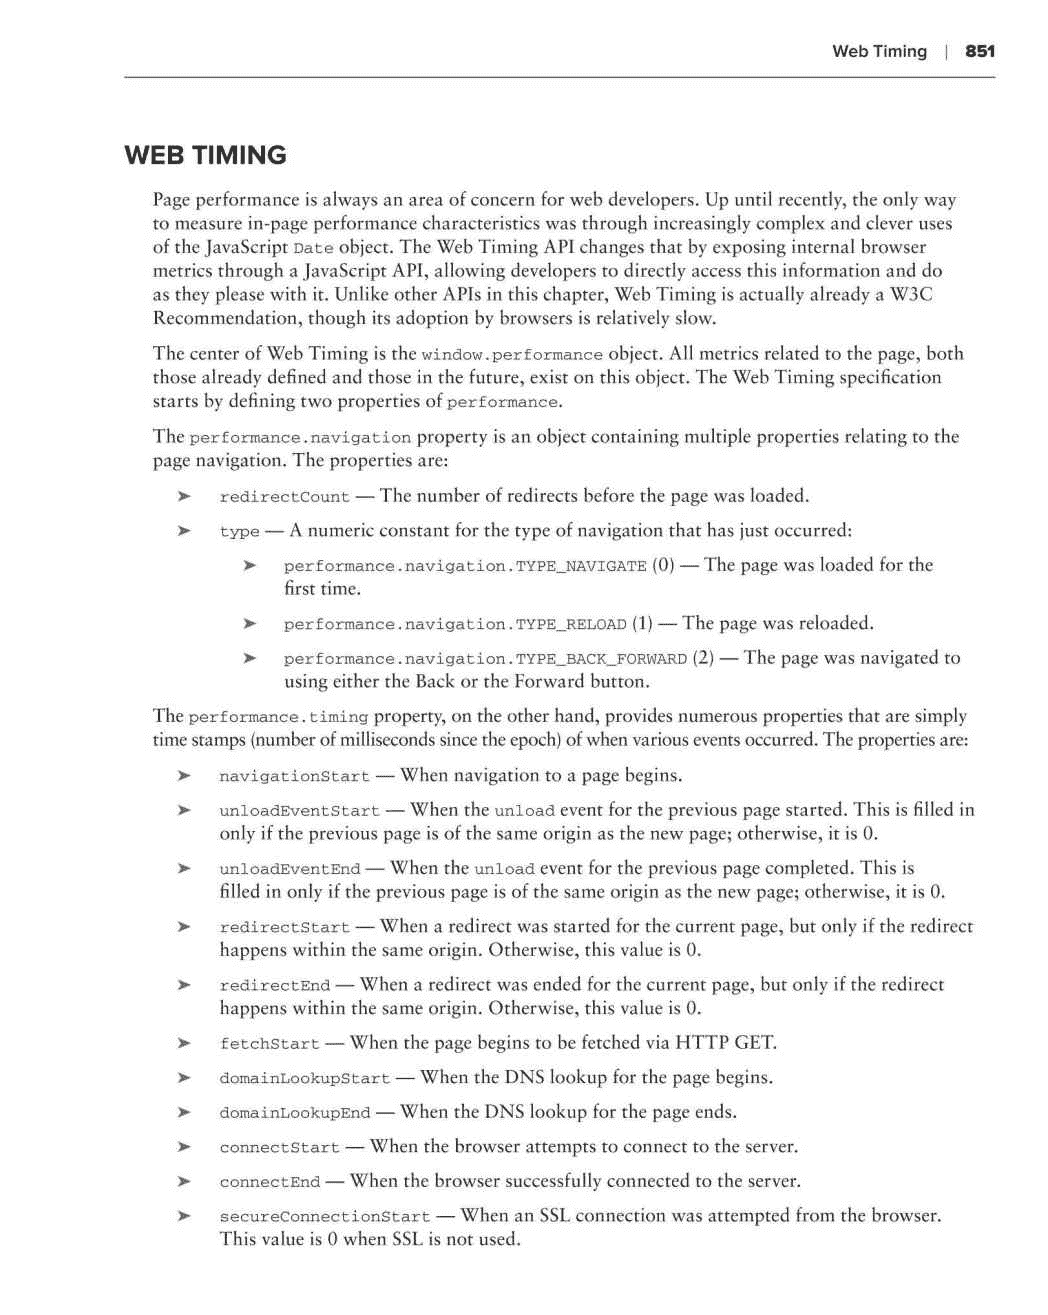 Web Timing | 851
WEB TIMING
Page performance is always an area of concern for web developers. Up until recently, the only way
to measure in-page performance characteristics was through increasingly complex and clever uses
of the JavaScript Date object. The Web Timing API changes that by exposing internal browser
metrics through a JavaScript API, allowing developers to directly access this information and do
as they please with it. Unlike other APIs in this chapter, Web Timing is actually already a W3C
Recommendation, though its adoption by browsers is relatively slow.
The center of Web Timing is the window.performance object. All metrics related to the page, both
those already defined and those in the future, exist on this object. The Web Timing specification
starts by defining two properties of performance.
The performance.navigation property is an object containing multiple properties relating to the
page navigation. The properties are:
➤ redirectCount — The number of redirects before the page was loaded.
➤ type — A numeric constant for the type of navigation that has just occurred:
➤ performance.navigation.TYPE_NAVIGATE (0) — The page was loaded for the
first time.
➤ performance.navigation.TYPE_RELOAD (1) — The page was reloaded.
➤ performance.navigation.TYPE_BACK_FORWARD (2) — The page was navigated to
using either the Back or the Forward button.
The performance.timing property, on the other hand, provides numerous properties that are simply
time stamps (number of milliseconds since the epoch) of when various events occurred. The properties are:
➤ navigationStart — When navigation to a page begins.
➤ unloadEventStart — When the unload event for the previous page started. This is filled in
only if the previous page is of the same origin as the new page; otherwise, it is 0.
➤ unloadEventEnd — When the unload event for the previous page completed. This is
filled in only if the previous page is of the same origin as the new page; otherwise, it is 0.
➤ redirectStart — When a redirect was started for the current page, but only if the redirect
happens within the same origin. Otherwise, this value is 0.
➤ redirectEnd — When a redirect was ended for the current page, but only if the redirect
happens within the same origin. Otherwise, this value is 0.
➤ fetchStart — When the page begins to be fetched via HTTP GET.
➤ domainLookupStart — When the DNS lookup for the page begins.
➤ domainLookupEnd — When the DNS lookup for the page ends.
➤ connectStart — When the browser attempts to connect to the server.
➤ connectEnd — When the browser successfully connected to the server.
➤ secureConnectionStart — When an SSL connection was attempted from the browser.
This value is 0 when SSL is not used.